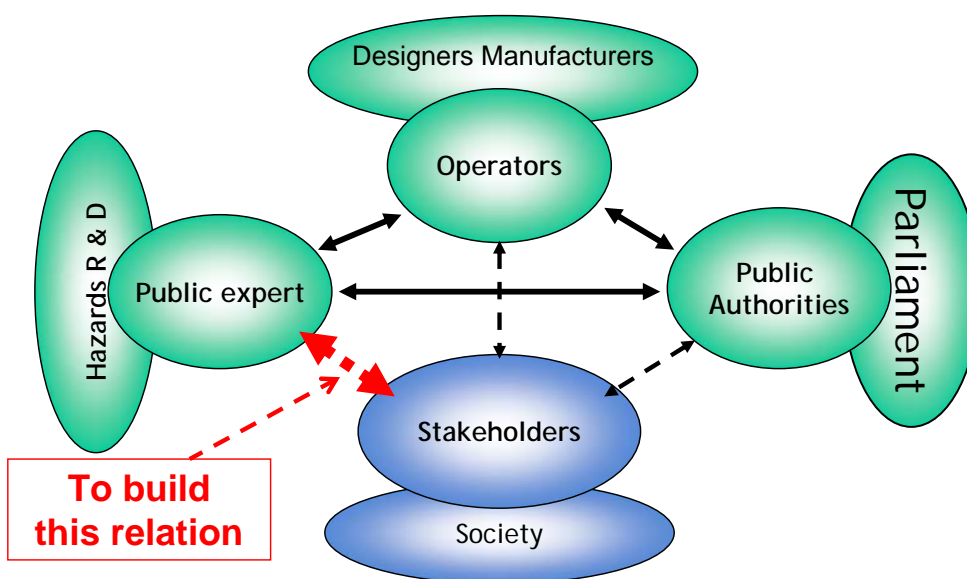 Designers Manufacturers
Operators
Hazards R & D
Public expert
Public
Authorities
Parliament
Stakeholders
Society
To build
this relation